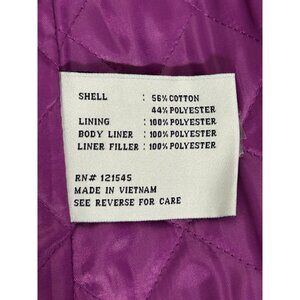 SHELL : 56% COTTON
44% POLYESTER
LINING : 100% POLYESTER
BODY LINER : 100% POLYESTER
LINER FILLER : 100% POLYESTER
RN# 121545
MADE IN VIETNAM
SEE REVERSE FOR CARE